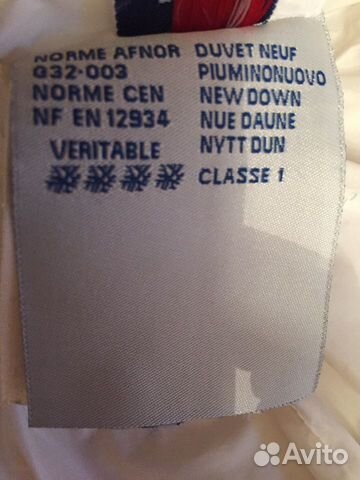 NORME AFNOR DUVET NEUF
G32-003 PIUMINONUOVO
NORME CEN NEW DOWN
NF EN 12934 NUE DAUNE
VERITABLE NYTT DUN
CLASSE 1
Avito